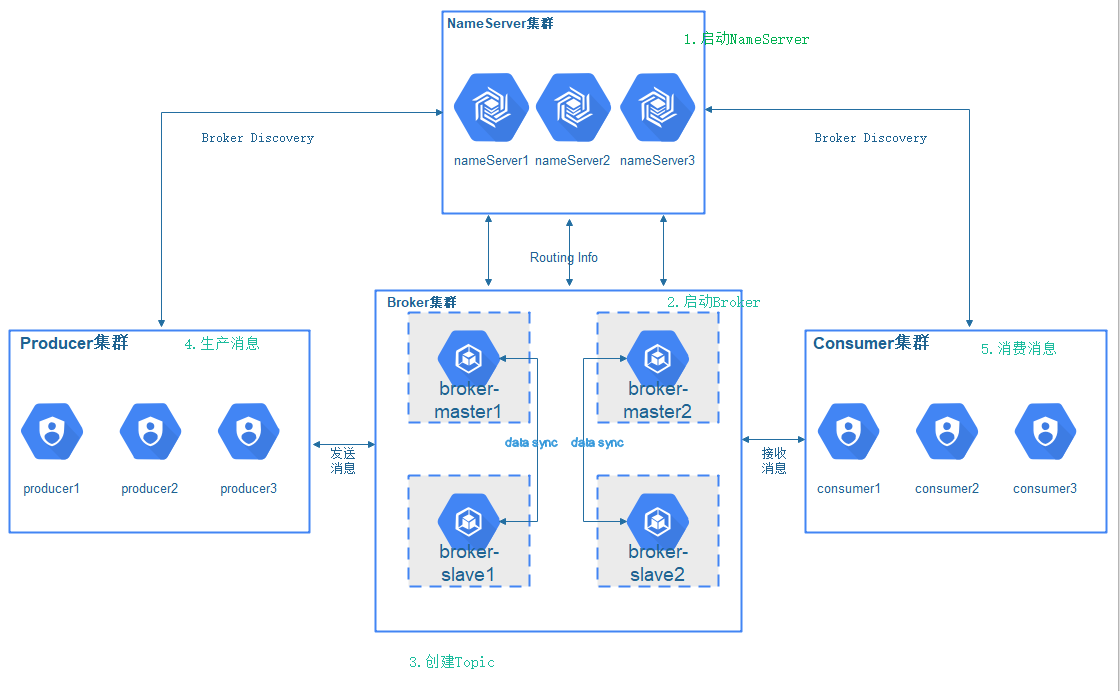 NameServer集群
1.启动NameServer
nameServer1
nameServer2
nameServer3
Broker Discovery
Broker Discovery
Routing Info
Broker集群
2.启动Broker
broker-
master1
broker-
master2
data sync
data sync
broker-
slave1
broker-
slave2
Producer集群
4.生产消息
producer1
producer2
producer3
发送
消息
接收
消息
Consumer集群
5.消费消息
consumer1
consumer2
consumer3
3.创建Topic